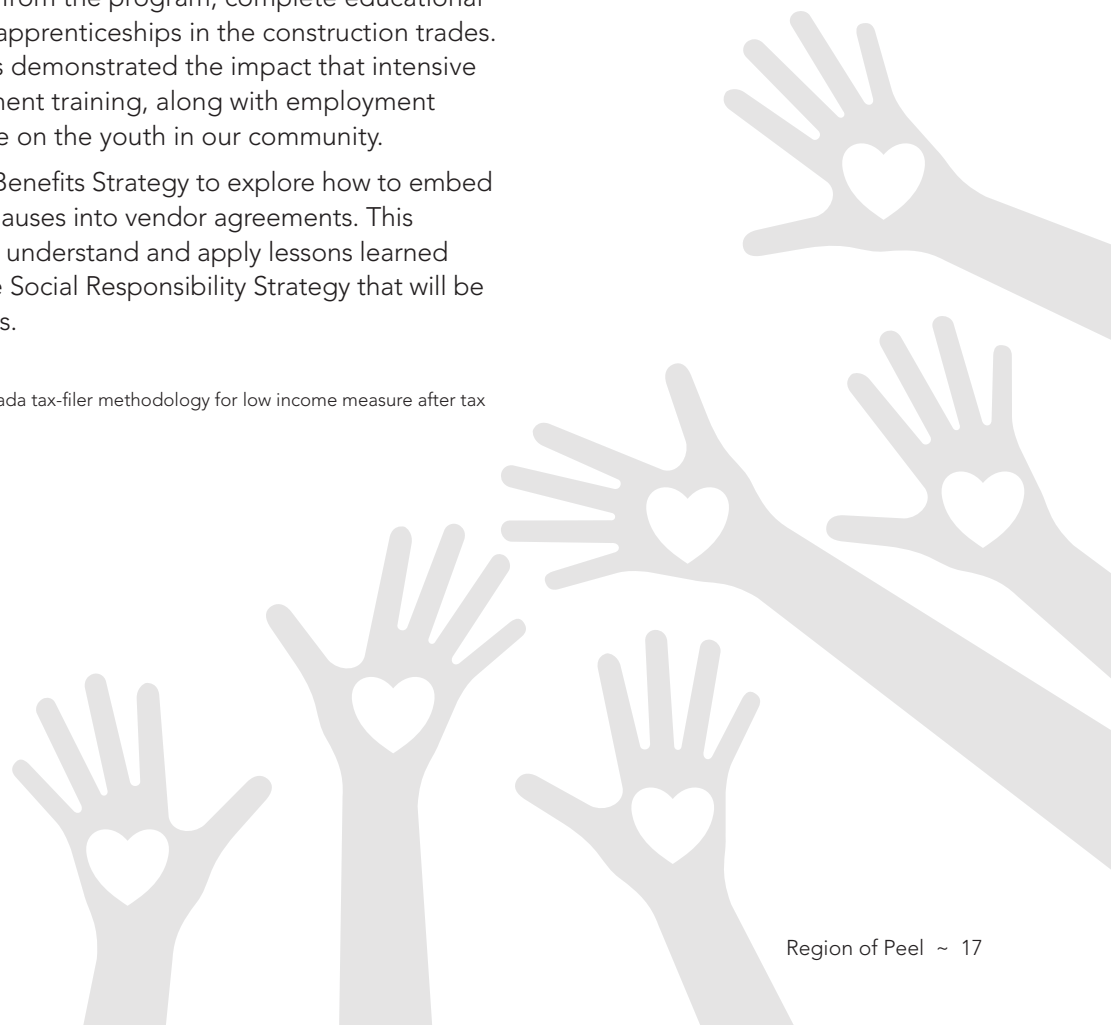 from the program, complete educational
apprenticeships in the construction trades.
s demonstrated the impact that intensive
ment training, along with employment
e on the youth in our community.
Benefits Strategy to explore how to embed
lauses into vendor agreements. This
understand and apply lessons learned
e Social Responsibility Strategy that will be
s.
ada tax-filer methodology for low income measure after tax
Region of Peel ~ 17